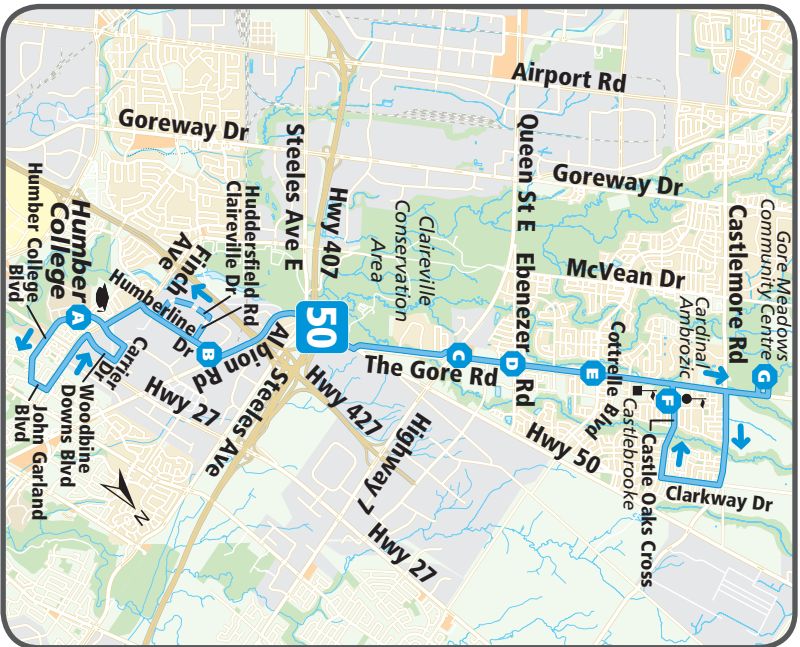 Airport Rd
Goreway Dr
Steeles Ave E
Queen St E
Goreway Dr
Hwy 407
Gore Meadows
Community Centre
Castlemore Rd
McVean Dr
Claireville
Conservation
Area
Ebenezer Rd
Cardinal
Ambrozic
Humber College
Blvd
Humber
College
Huddersfield Rd
Claireville Dr
Finch
Ave
Humberline
Dr
50
A
B
C
D
E
F
G
Albion Rd
The Gore Rd
Cottrelle Blvd
Castlebrooke
Castle Oaks Cross
Clarkway Dr
Carrier
Dr
Hwy 27
Woodbine
Downs Blvd
John Garland
Blvd
Steeles Ave
Hwy 427
Highway 7
Hwy 50
Hwy 27
N